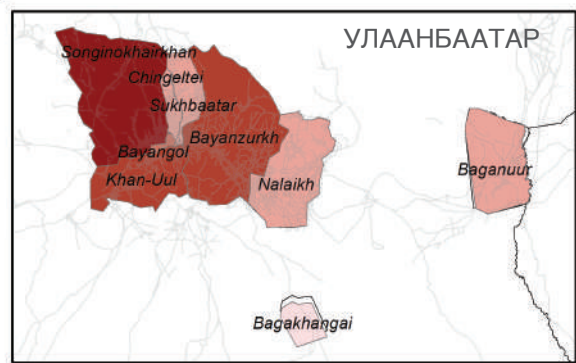 УЛААНБААТАР
Songinokhairkhan
Chingeltei
Sukhbaatar
Bayanzurkh
Bayangol
Khan-Uul
Nalaikh
Baganuur
Bagakhangai